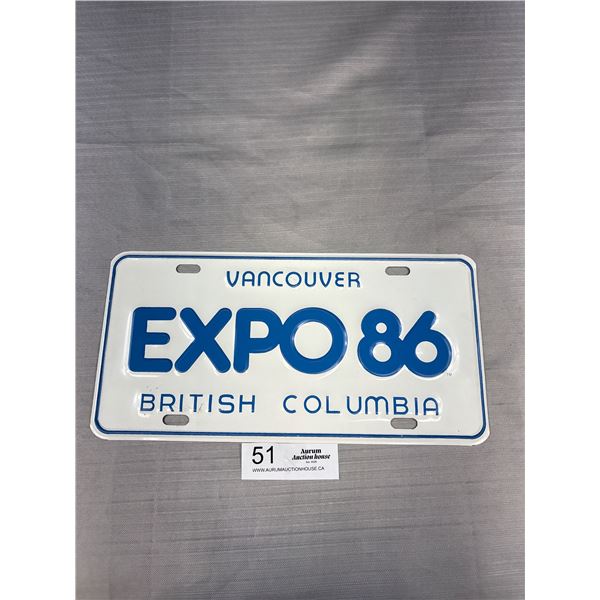 VANCOUVER
EXPO 86
BRITISH COLUMBIA
51
Aurum
Auction house
WWW.AURUMAUCTIONHOUSE.CA